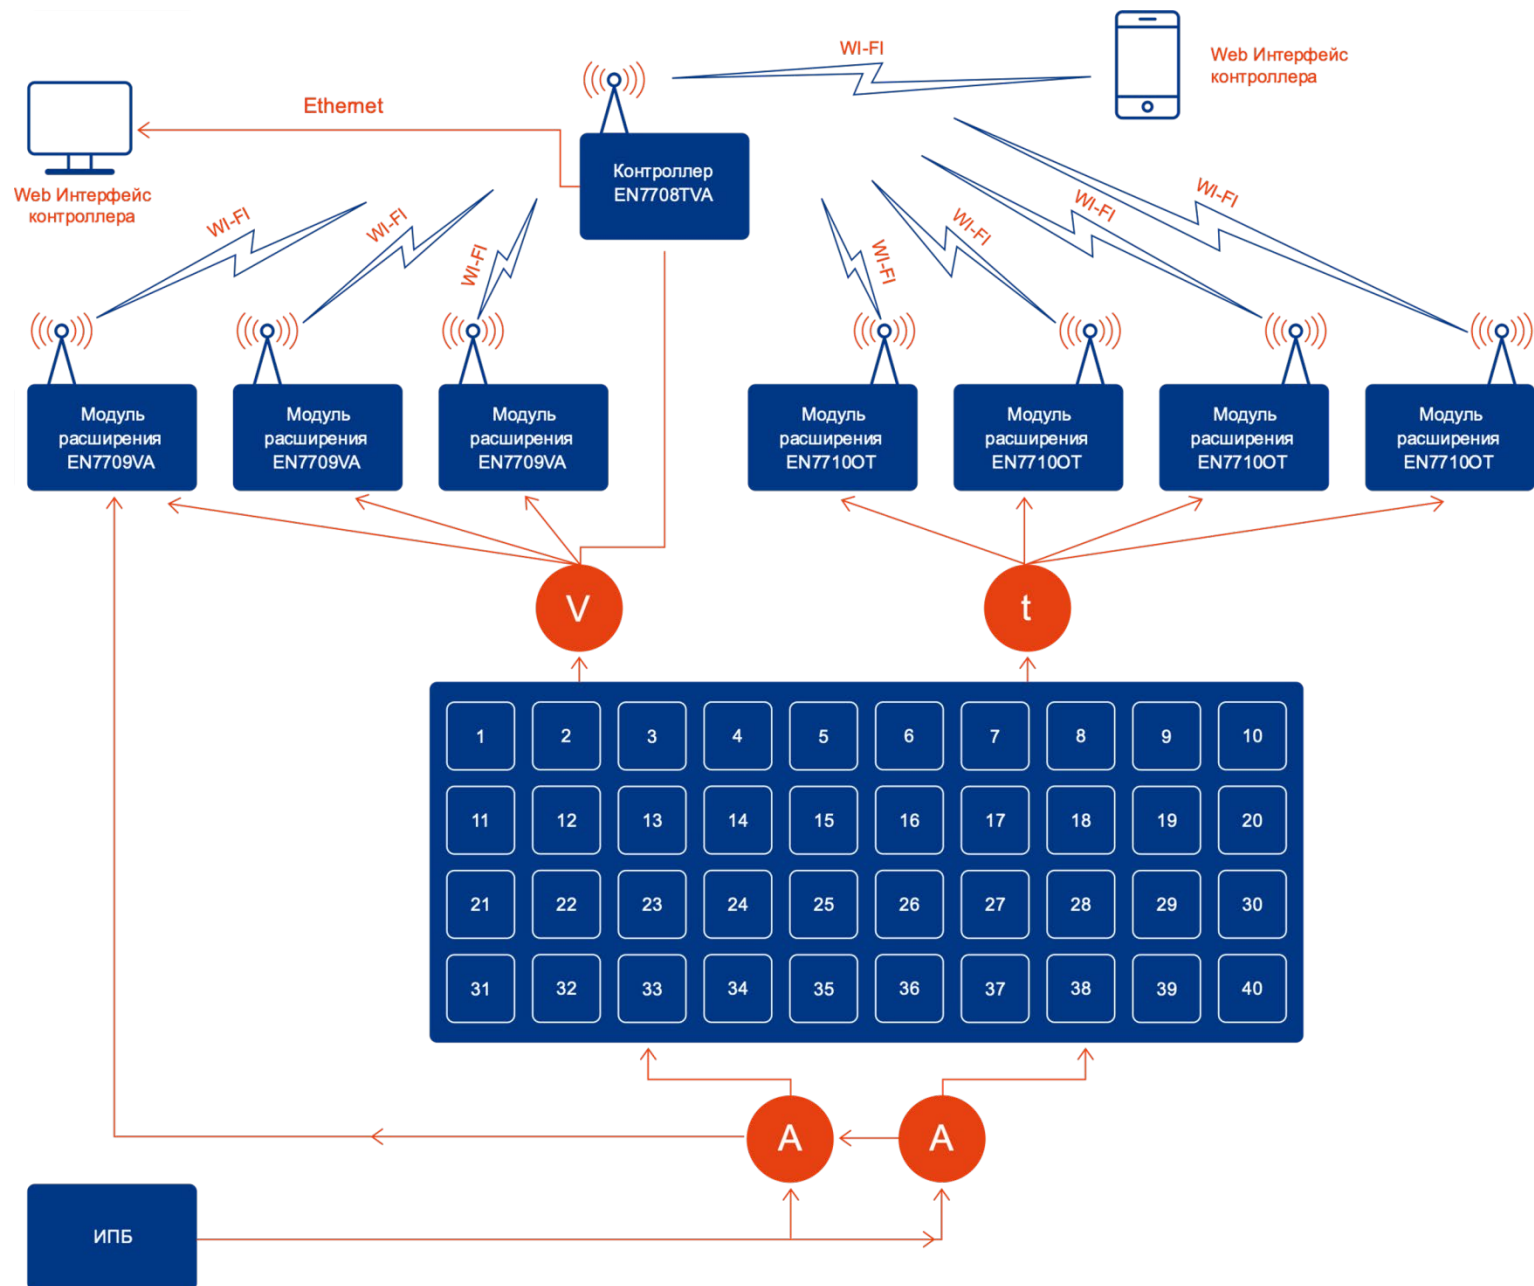 WI-FI
Web Интерфейс
контроллера
Ethernet
Контроллер
EN7708TVA
Web Интерфейс
контроллера
WI-FI
WI-FI
WI-FI
WI-FI
WI-FI
WI-FI
WI-FI
Модуль
расширения
EN7709VA
Модуль
расширения
EN7709VA
Модуль
расширения
EN7709VA
Модуль
расширения
EN7710OT
Модуль
расширения
EN7710OT
Модуль
расширения
EN7710OT
Модуль
расширения
EN7710OT
V
t
1 2 3 4 5 6 7 8 9 10
11 12 13 14 15 16 17 18 19 20
21 22 23 24 25 26 27 28 29 30
31 32 33 34 35 36 37 38 39 40
A
A
ИПБ